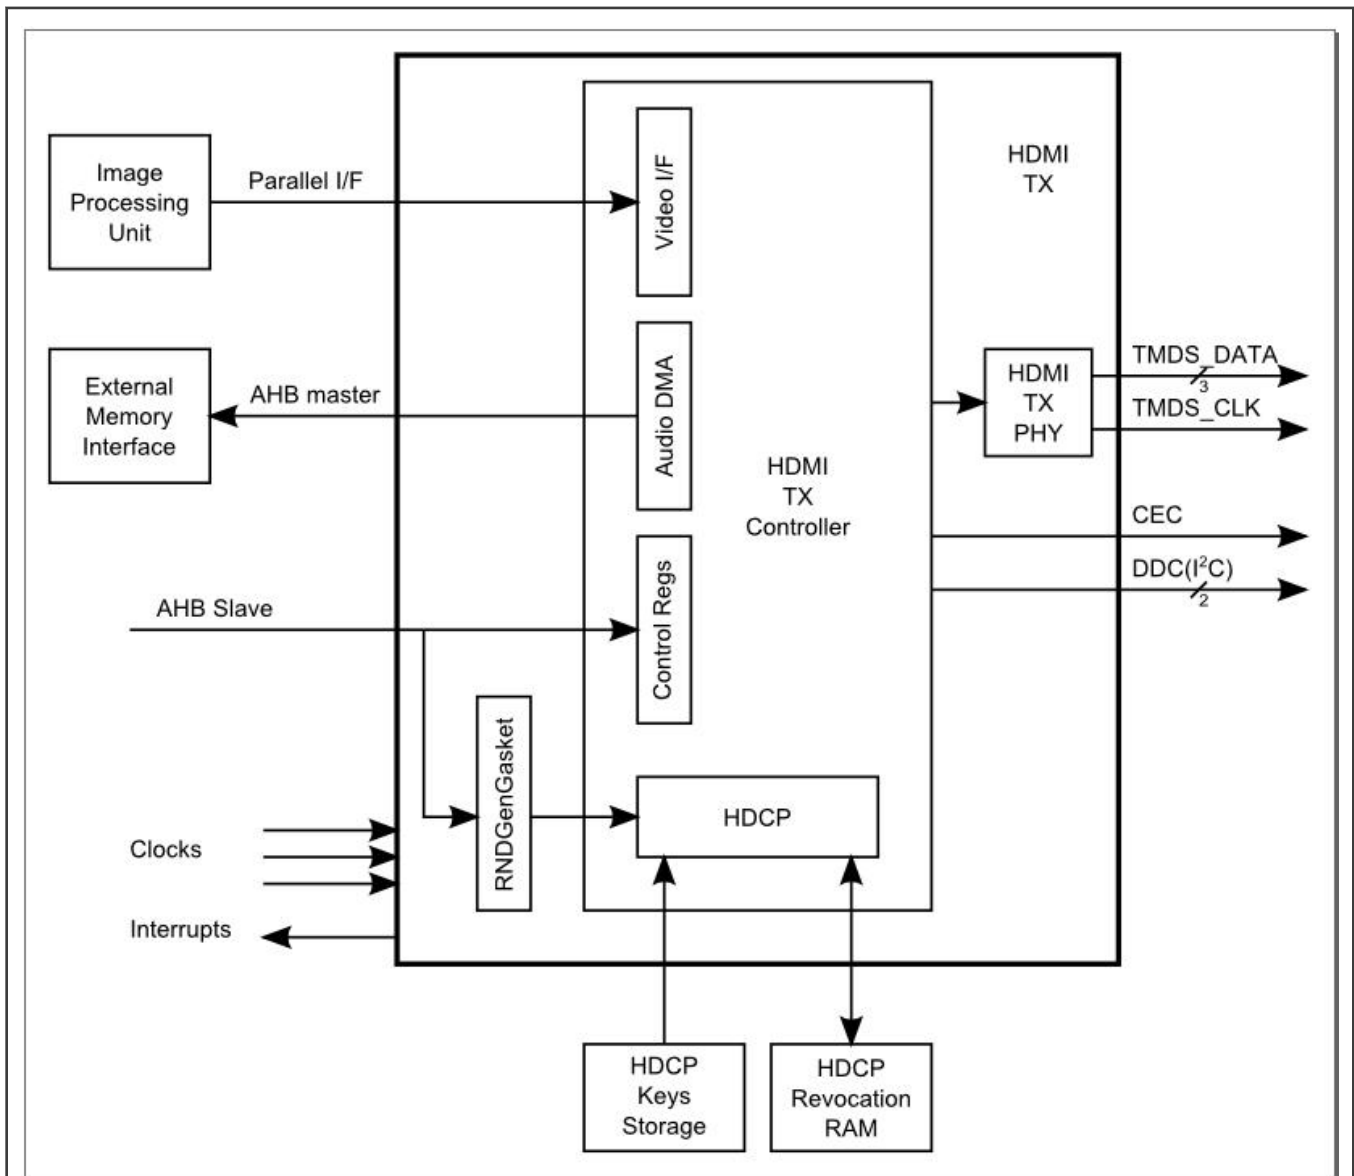 Image
Processing
Unit
Parallel I/F
Video I/F
HDMI
TX
External
Memory
Interface
AHB master
Audio DMA
HDMI
TX
Controller
HDMI
TX
PHY
TMDS_DATA
3
TMDS_CLK
CEC
DDC(I²C)
2
AHB Slave
Control Regs
RNDGenGasket
HDCP
Clocks
Interrupts
HDCP
Keys
Storage
HDCP
Revocation
RAM